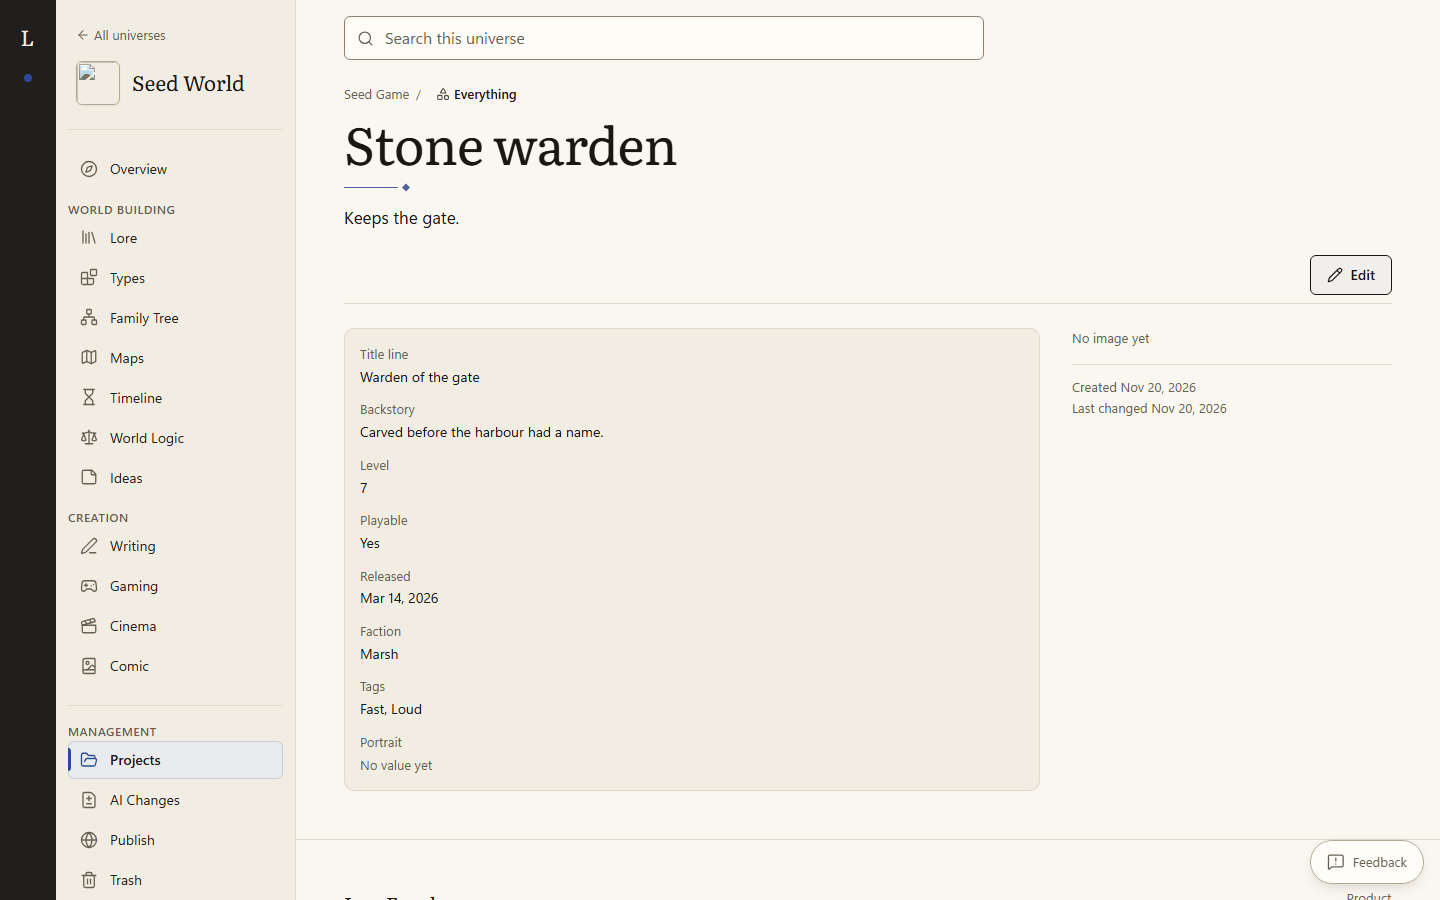 L
All universes
Seed World
Overview
WORLD BUILDING
Lore
Types
Family Tree
Maps
Timeline
World Logic
Ideas
CREATION
Writing
Gaming
Cinema
Comic
MANAGEMENT
Projects
AI Changes
Publish
Trash
Search this universe
Seed Game / Everything
Stone warden
Keeps the gate.
Edit
Title line
Warden of the gate
Backstory
Carved before the harbour had a name.
Level
7
Playable
Yes
Released
Mar 14, 2026
Faction
Marsh
Tags
Fast, Loud
Portrait
No value yet
No image yet
Created Nov 20, 2026
Last changed Nov 20, 2026
Feedback
Product